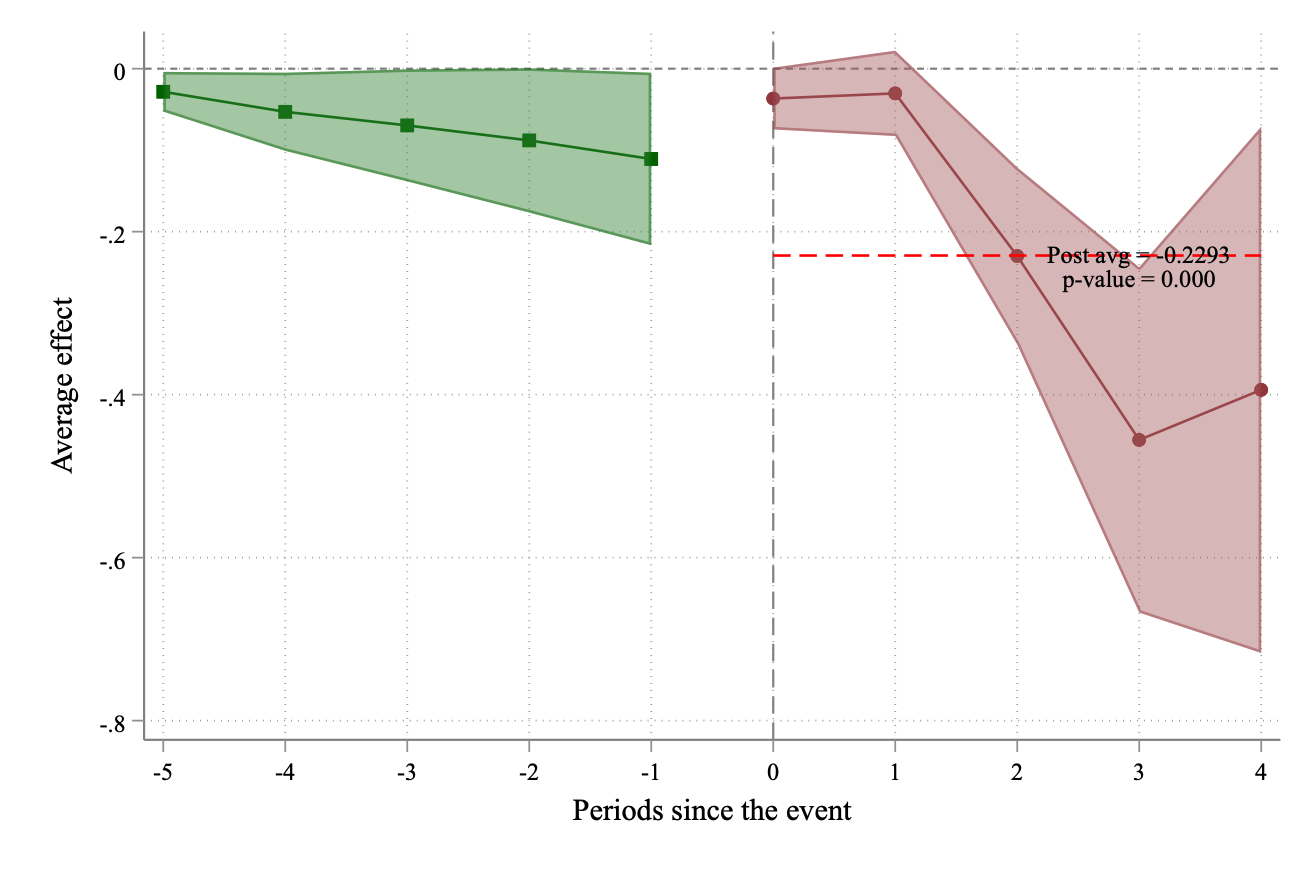 0
-.2
-.4
-.6
-.8
Average effect
Post avg = -0.2293
p-value = 0.000
-5 -4 -3 -2 -1 0 1 2 3 4
Periods since the event